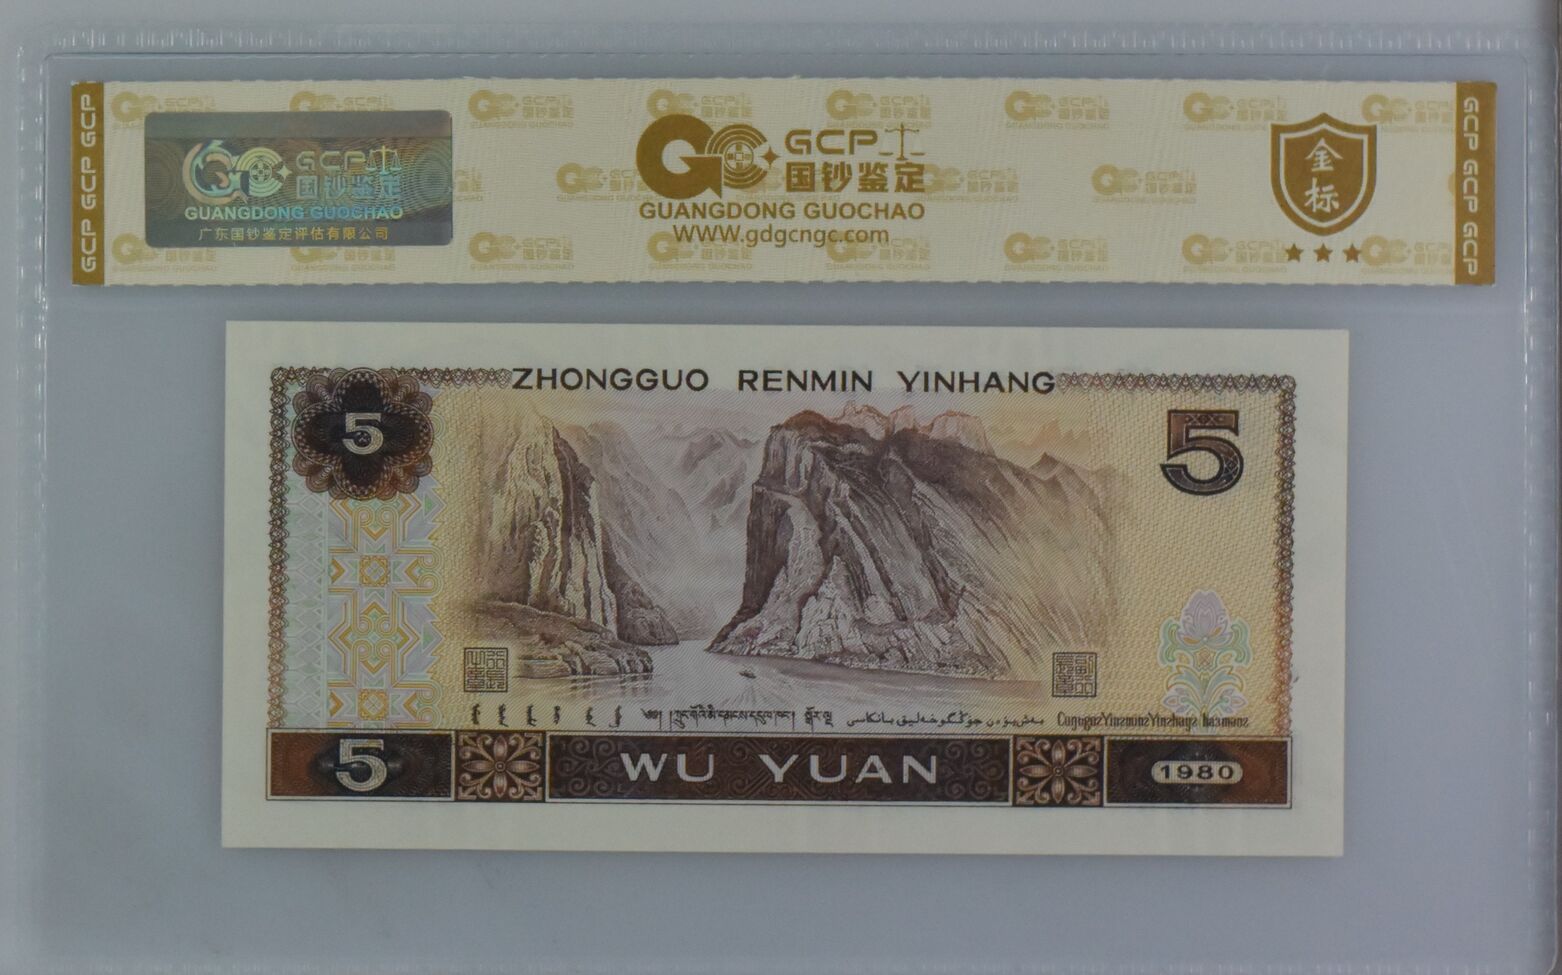 GCP GCP GCP
GCP
国钞鉴定
GUANGDONG GUOCHAO
广东国钞鉴定评估有限公司
GCP
国钞鉴定
GUANGDONG GUOCHAO
WWW.gdgcngc.com
金
标
GCP GCP GCP
ZHONGGUO RENMIN YINHANG
5
5
5
WU YUAN
1980